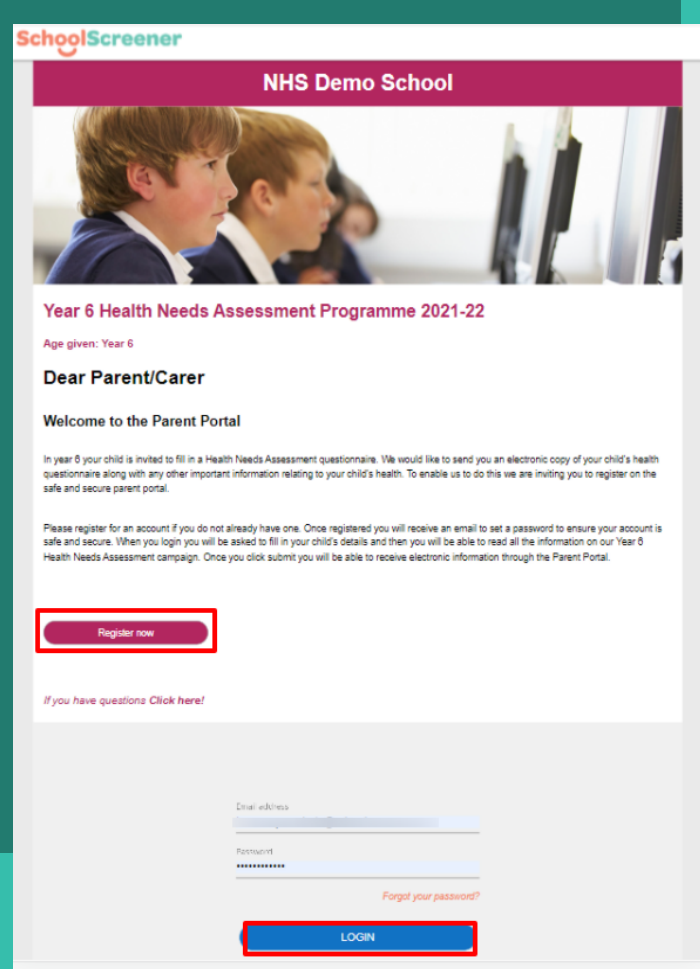 SchoolScreener
NHS Demo School
Year 6 Health Needs Assessment Programme 2021-22
Age given: Year 6
Dear Parent/Carer
Welcome to the Parent Portal
In year 6 your child is invited to fill in a Health Needs Assessment questionnaire. We would like to send you an electronic copy of your child's health
questionnaire along with any other important information relating to your child's health. To enable us to do this we are inviting you to register on the
safe and secure parent portal.
Please register for an account if you do not already have one. Once registered you will receive an email to set a password to ensure your account is
safe and secure. When you login you will be asked to fill in your child's details and then you will be able to read all the information on our Year 6
Health Needs Assessment campaign. Once you click submit you will be able to receive electronic information through the Parent Portal.
Register now
If you have questions Click here!
Email address
Password
••••••••••••
Forgot your password?
LOGIN